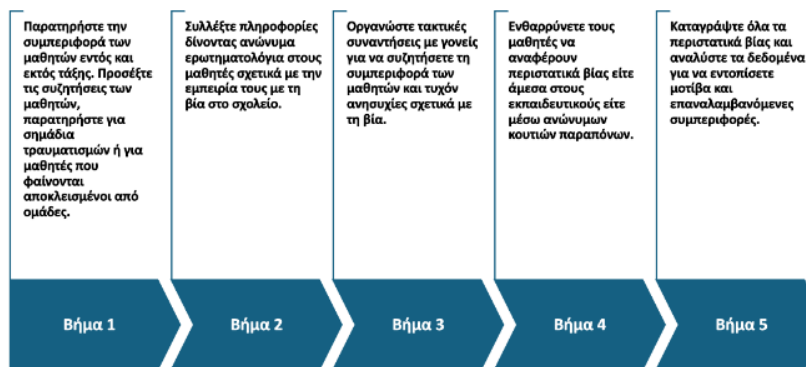 Παρατηρήστε την
συμπεριφορά των
μαθητών εντός και
εκτός τάξης. Προσέξτε
τις συζητήσεις των
μαθητών,
παρατηρήστε για
σημάδια
τραυματισμών ή για
μαθητές που
φαίνονται
αποκλεισμένοι από
ομάδες.
Συλλέξτε πληροφορίες
δίνοντας ανώνυμα
ερωτηματολόγια στους
μαθητές σχετικά με την
εμπειρία τους με τη
βία στο σχολείο.
Οργανώστε τακτικές
συναντήσεις με γονείς
για να συζητήσετε τη
συμπεριφορά των
μαθητών και τυχόν
ανησυχίες σχετικά με
τη βία.
Ενθαρρύνετε τους
μαθητές να
αναφέρουν
περιστατικά βίας είτε
άμεσα στους
εκπαιδευτικούς είτε
μέσω ανώνυμων
κουτιών παραπόνων.
Καταγράψτε όλα τα
περιστατικά βίας και
αναλύστε τα δεδομένα
για να εντοπίσετε
μοτίβα και
επαναλαμβανόμενες
συμπεριφορές.
Βήμα 1
Βήμα 2
Βήμα 3
Βήμα 4
Βήμα 5